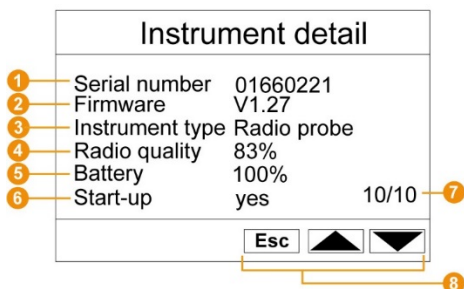 Instrument detail
1 Serial number 01660221
2 Firmware V1.27
3 Instrument type Radio probe
4 Radio quality 83%
5 Battery 100%
6 Start-up yes 10/10 7
Esc
8